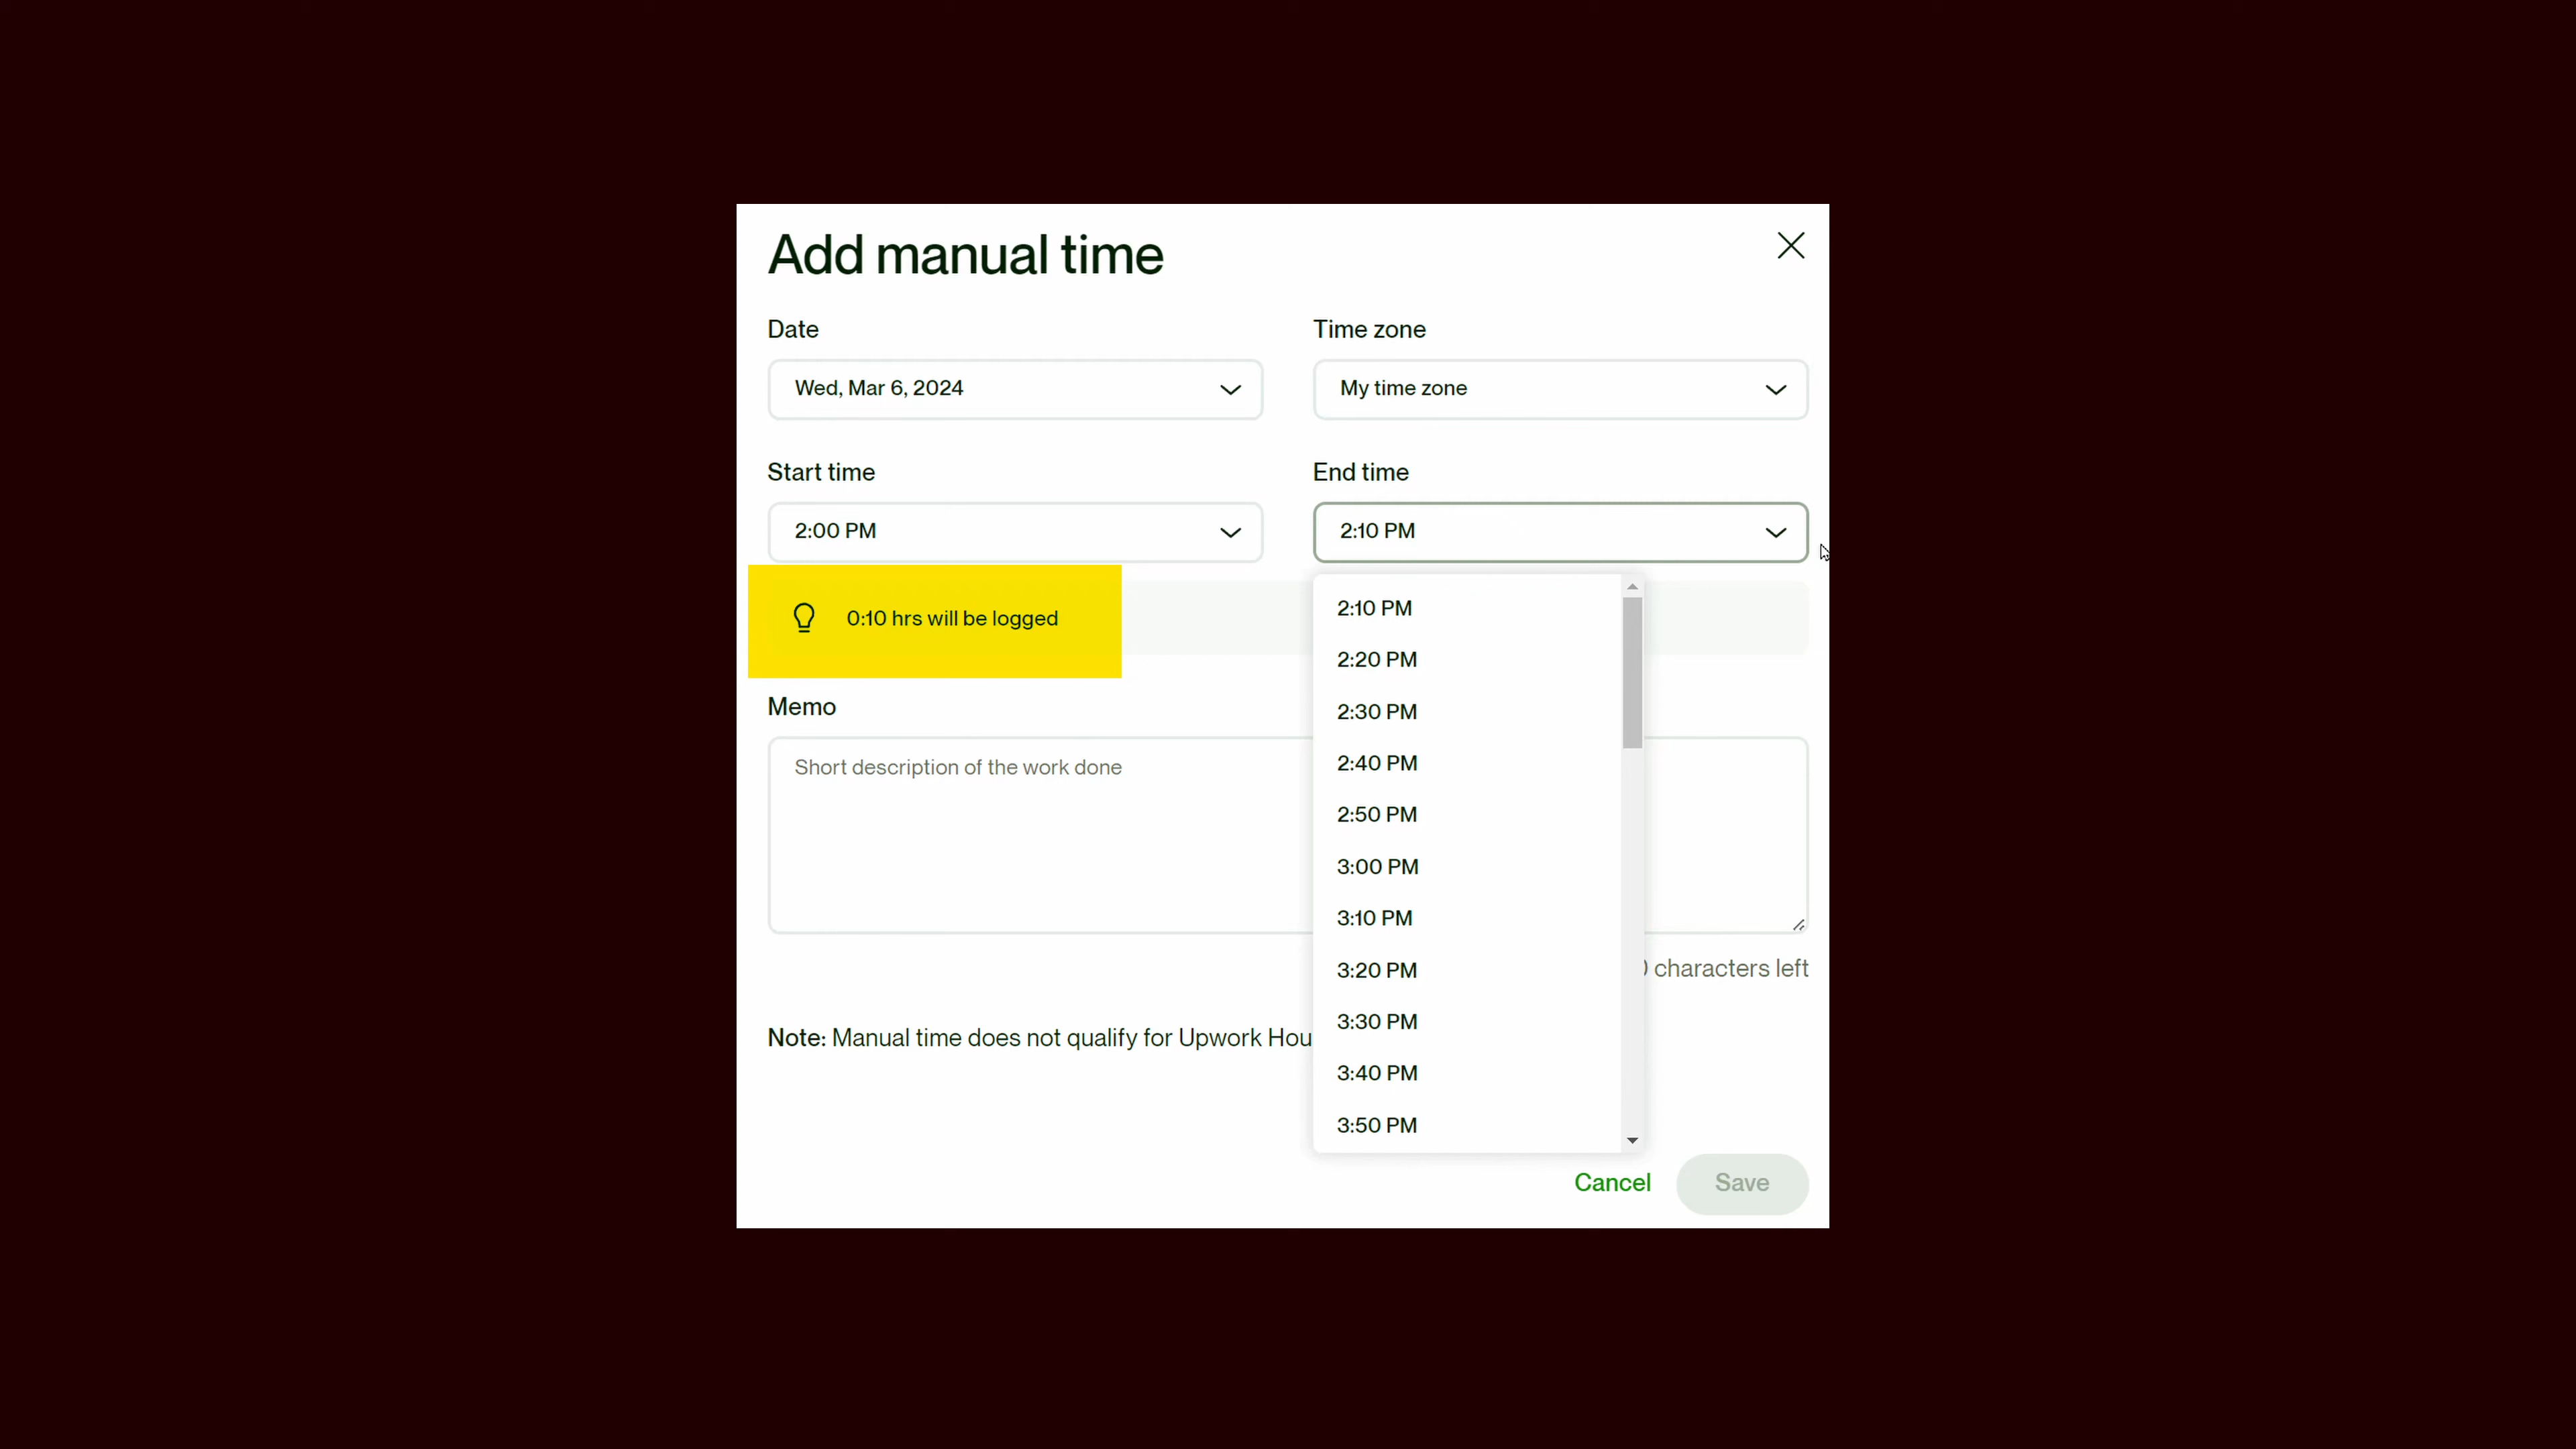 Add manual time
Date
Time zone
Wed, Mar 6, 2024
My time zone
Start time
End time
2:00 PM
2:10 PM
0:10 hrs will be logged
2:10 PM
2:20 PM
2:30 PM
2:40 PM
2:50 PM
3:00 PM
3:10 PM
3:20 PM
3:30 PM
3:40 PM
3:50 PM
Memo
Short description of the work done
characters left
Note: Manual time does not qualify for Upwork Hou
Cancel
Save